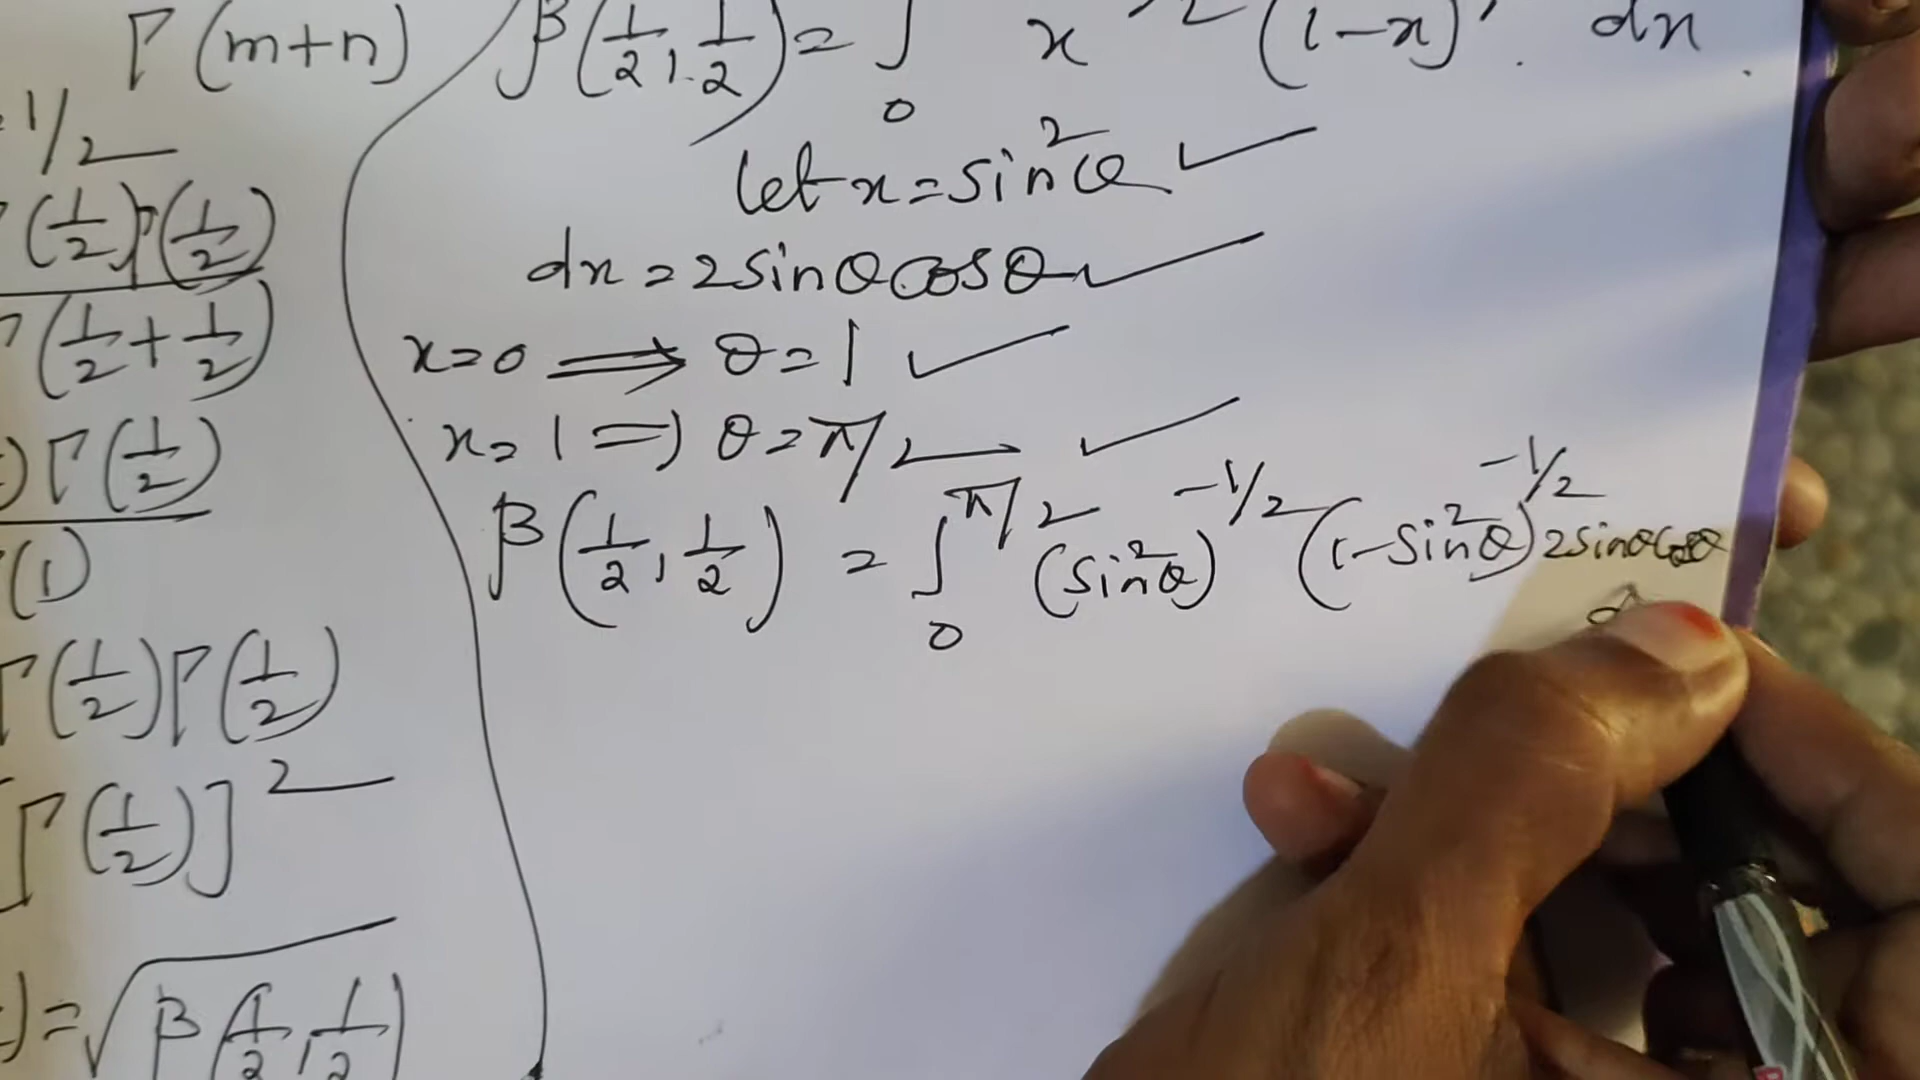 Γ(m+n)
1/2
(1/2)Γ(1/2)
Γ(1/2+1/2)
)Γ(1/2)
(1)
Γ(1/2)Γ(1/2)
[Γ(1/2)]²
)=√β(1/2,1/2)
β(1/2,1/2)=∫₀ x (1-x) dx
let x=sin²θ ✓
dx=2sinθcosθ ✓
x=0 ⟹ θ=1 ✓
x=1 ⟹ θ=π/2 ✓
β(1/2,1/2) = ∫₀^π/2 (sin²θ)^-1/2 (1-sin²θ)^-1/2 2sinθcosθ
d